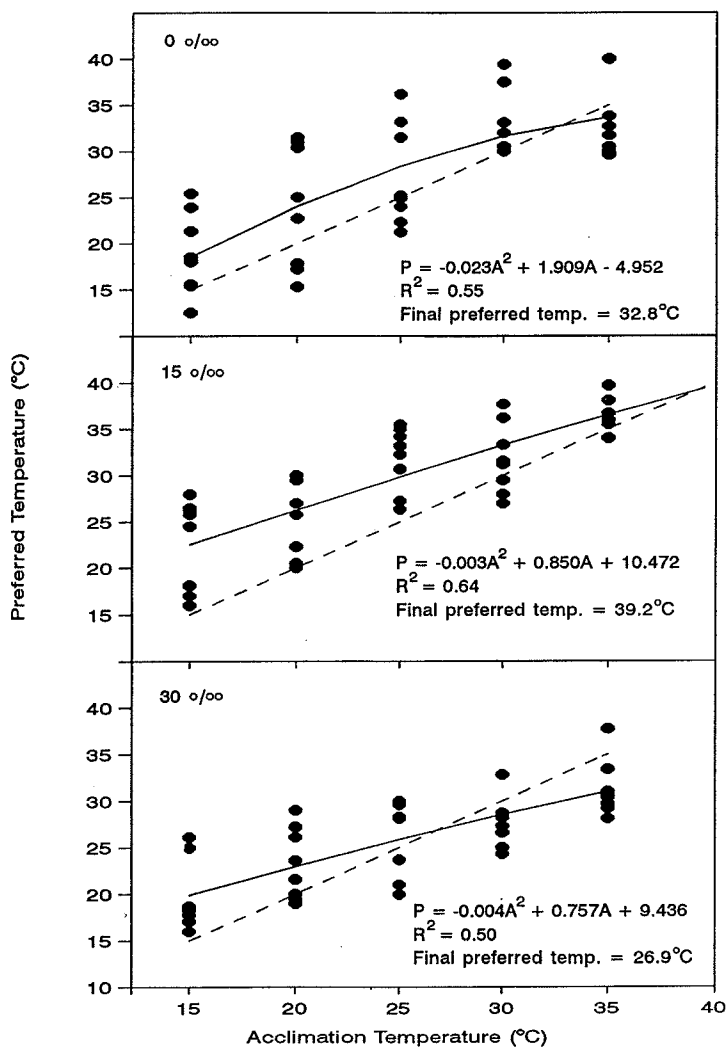 0 o/oo
40
35
30
25
20
15
P = -0.023A² + 1.909A - 4.952
R² = 0.55
Final preferred temp. = 32.8°C
15 o/oo
40
35
30
25
20
15
P = -0.003A² + 0.850A + 10.472
R² = 0.64
Final preferred temp. = 39.2°C
30 o/oo
40
35
30
25
20
15
10
P = -0.004A² + 0.757A + 9.436
R² = 0.50
Final preferred temp. = 26.9°C
15 20 25 30 35 40
Preferred Temperature (°C)
Acclimation Temperature (°C)